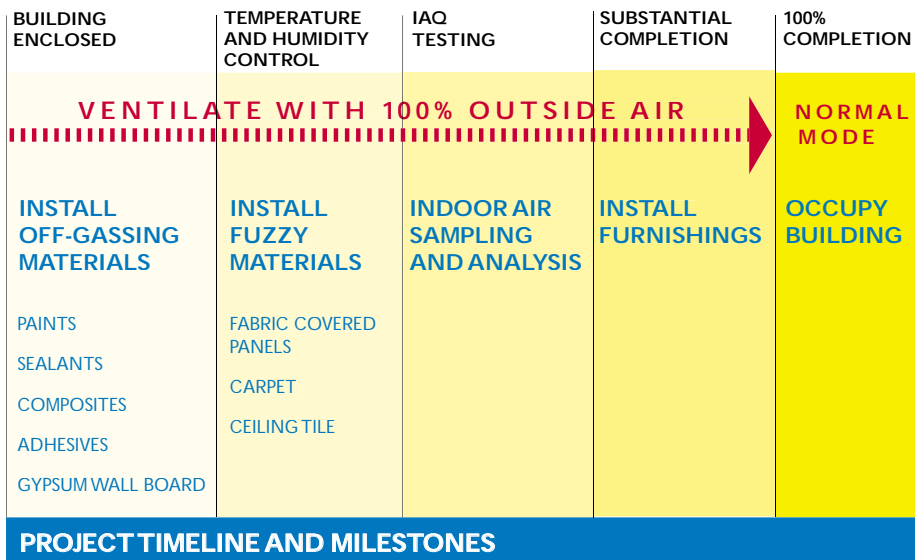 BUILDING
ENCLOSED
TEMPERATURE
AND HUMIDITY
CONTROL
IAQ
TESTING
SUBSTANTIAL
COMPLETION
100%
COMPLETION
VENTILATE WITH 100% OUTSIDE AIR
NORMAL
MODE
INSTALL
OFF-GASSING
MATERIALS
INSTALL
FUZZY
MATERIALS
INDOOR AIR
SAMPLING
AND ANALYSIS
INSTALL
FURNISHINGS
OCCUPY
BUILDING
PAINTS
SEALANTS
COMPOSITES
ADHESIVES
GYPSUM WALL BOARD
FABRIC COVERED
PANELS
CARPET
CEILING TILE
PROJECT TIMELINE AND MILESTONES